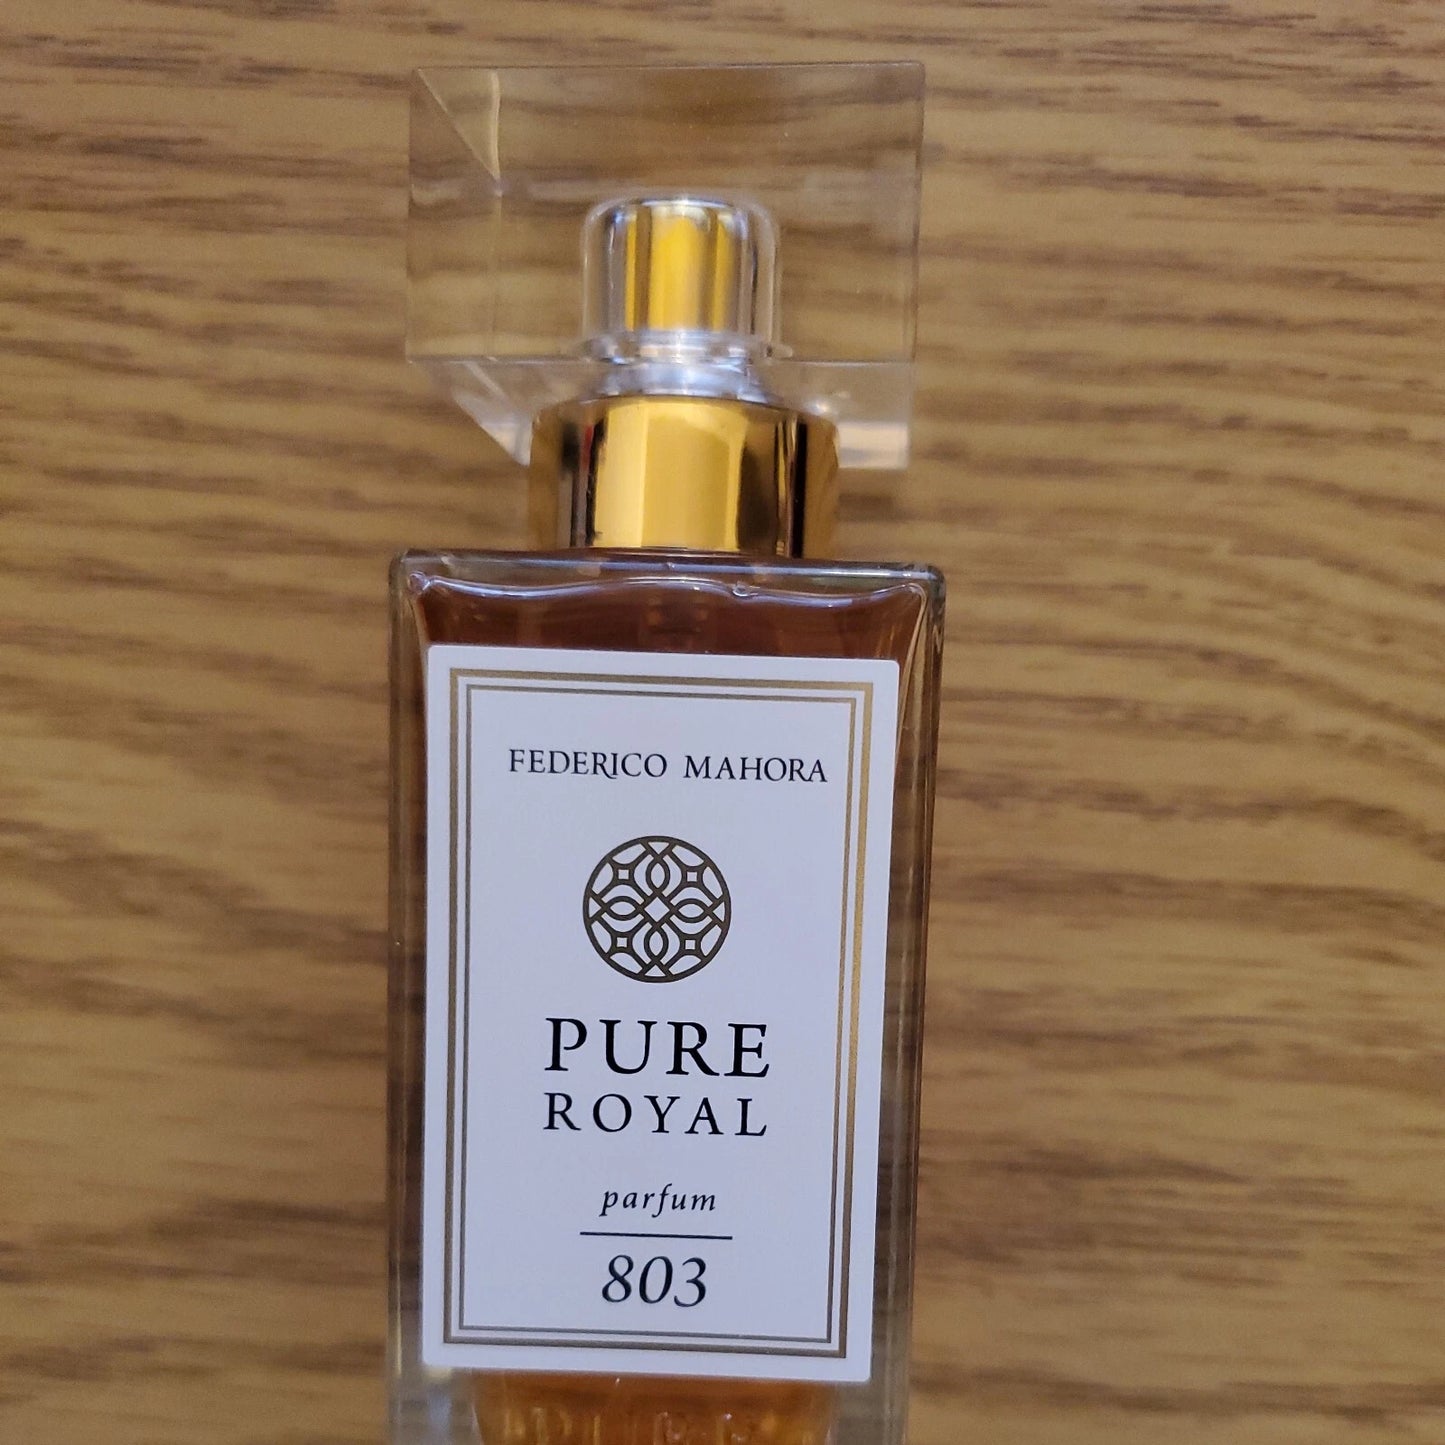 FEDERICO MAHORA
PURE
ROYAL
parfum
803